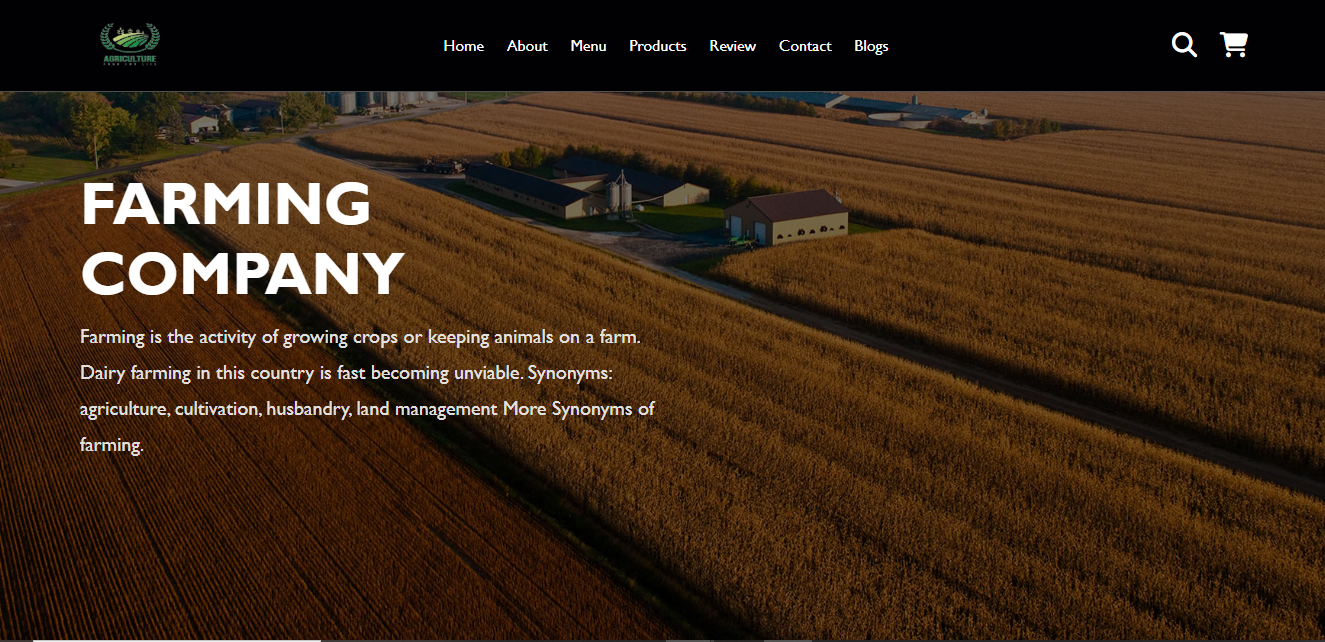 AGRICULTURE
Home About Menu Products Review Contact Blogs
FARMING
COMPANY
Farming is the activity of growing crops or keeping animals on a farm.
Dairy farming in this country is fast becoming unviable. Synonyms:
agriculture, cultivation, husbandry, land management More Synonyms of
farming.